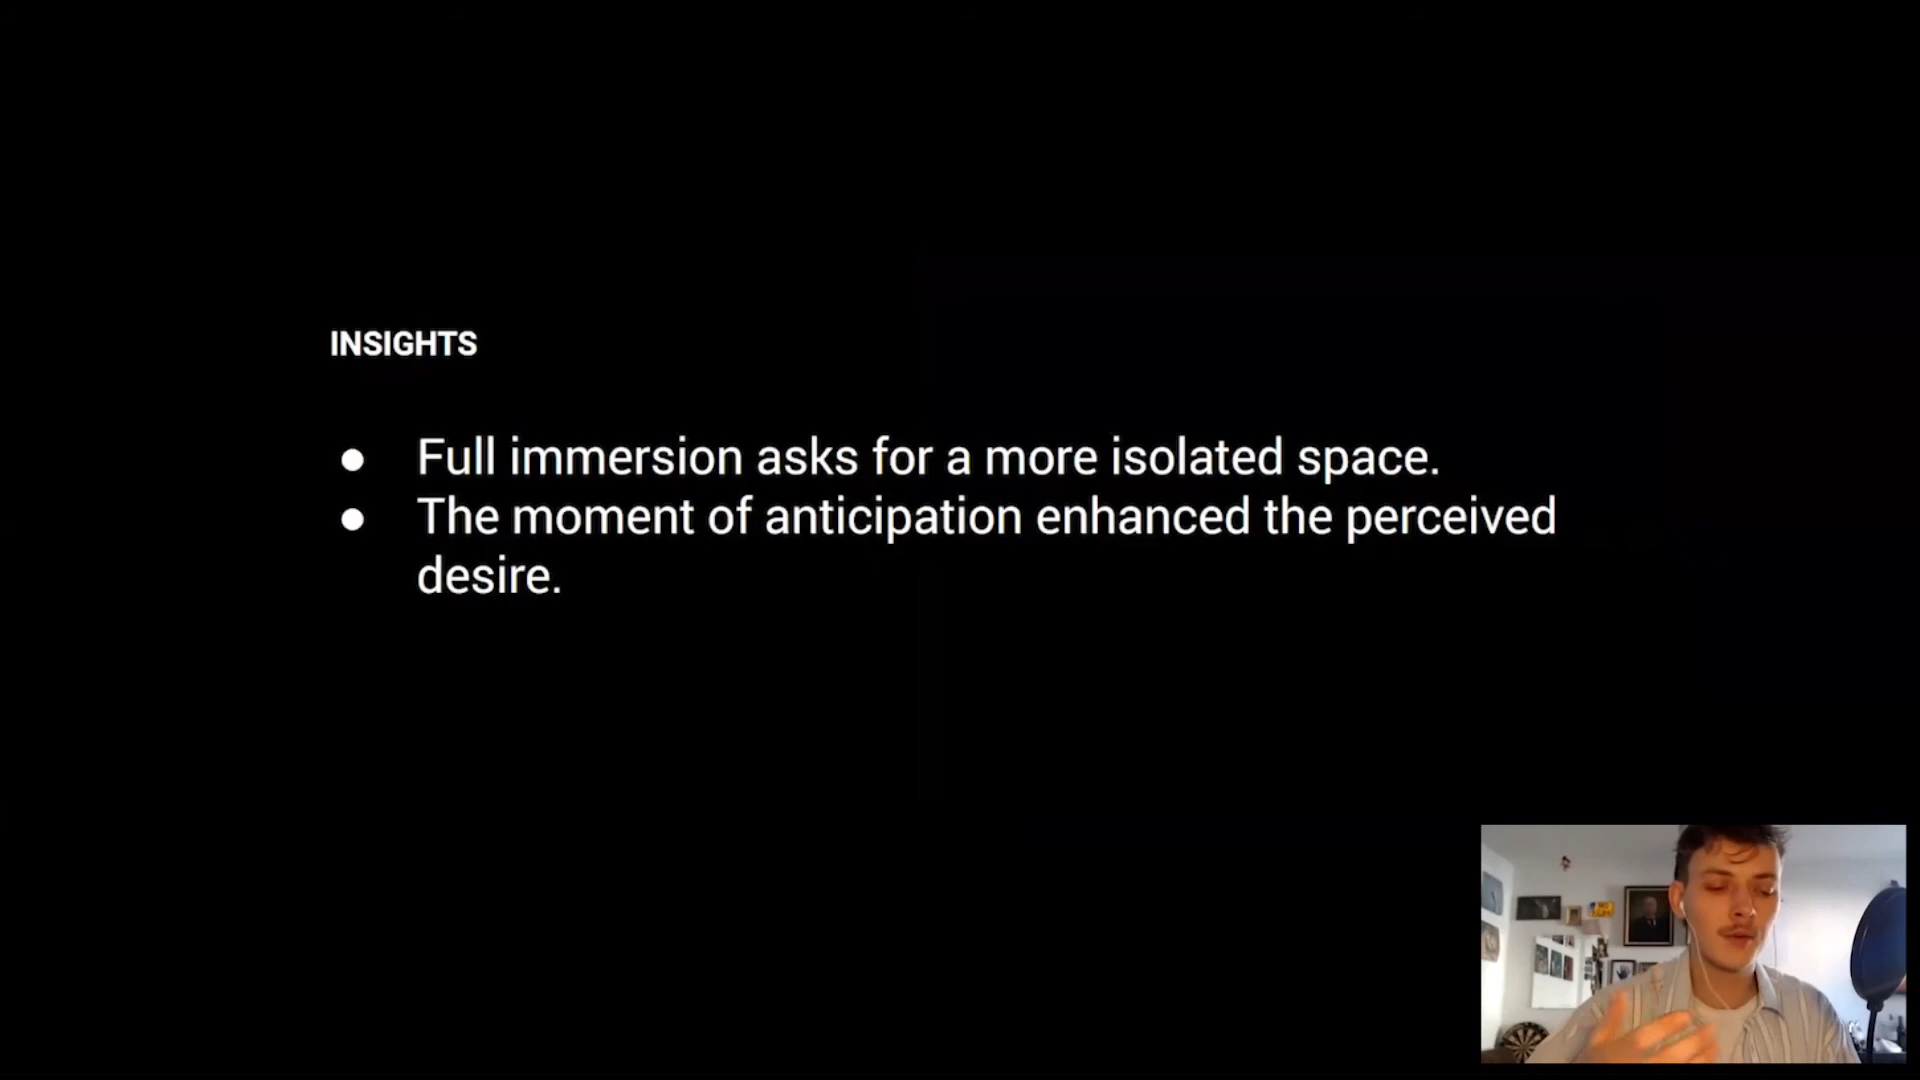 INSIGHTS
● Full immersion asks for a more isolated space.
● The moment of anticipation enhanced the perceived
desire.